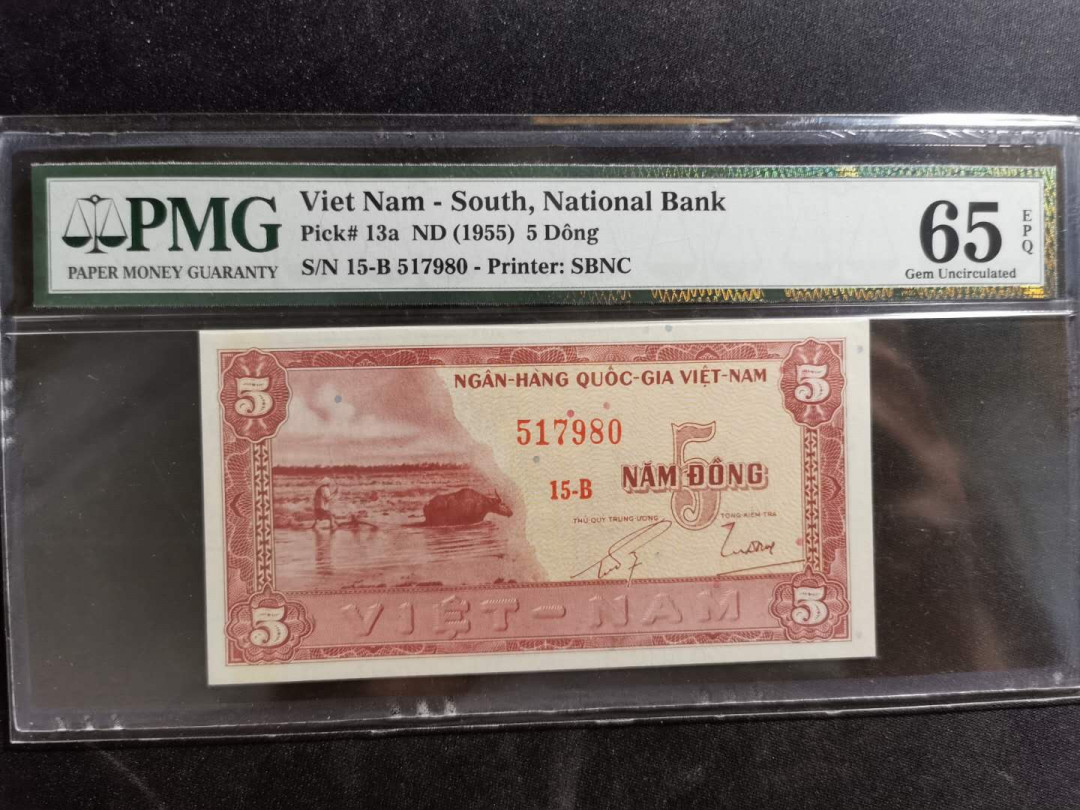 PMG
PAPER MONEY GUARANTY
Viet Nam - South, National Bank
Pick# 13a ND (1955) 5 Dông
S/N 15-B 517980 - Printer: SBNC
65
EPQ
Gem Uncirculated
5
NGÂN-HÀNG QUỐC-GIA VIỆT-NAM
5
517980
5
NĂM ĐỒNG
15-B
THỦ QUỸ TRUNG-ƯƠNG
TỔNG-KIỂM-TRA
5
VIỆT-NAM
5